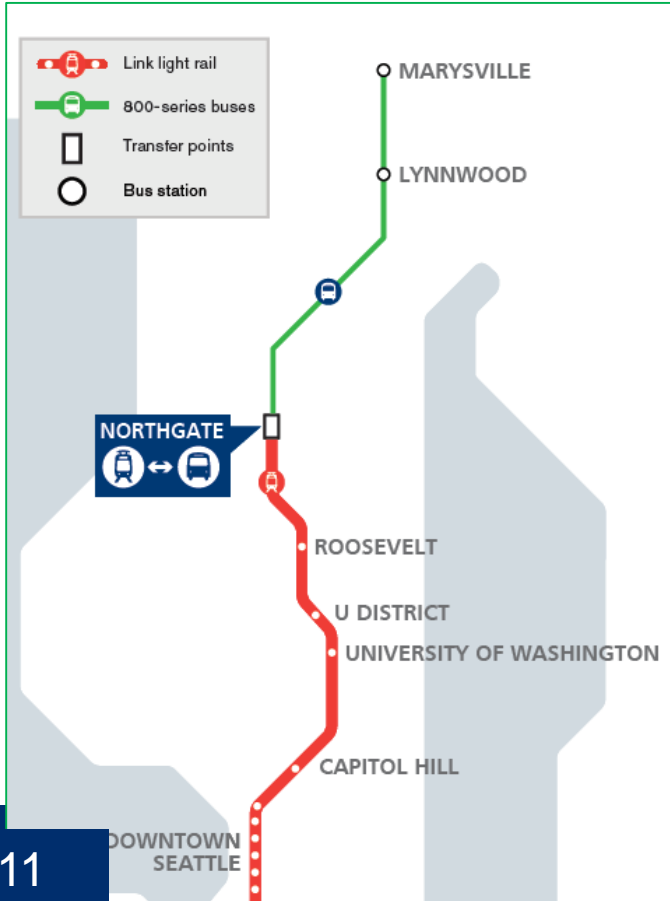 Link light rail
800-series buses
Transfer points
Bus station
MARYSVILLE
LYNNWOOD
NORTHGATE
ROOSEVELT
U DISTRICT
UNIVERSITY OF WASHINGTON
CAPITOL HILL
DOWNTOWN
SEATTLE
11